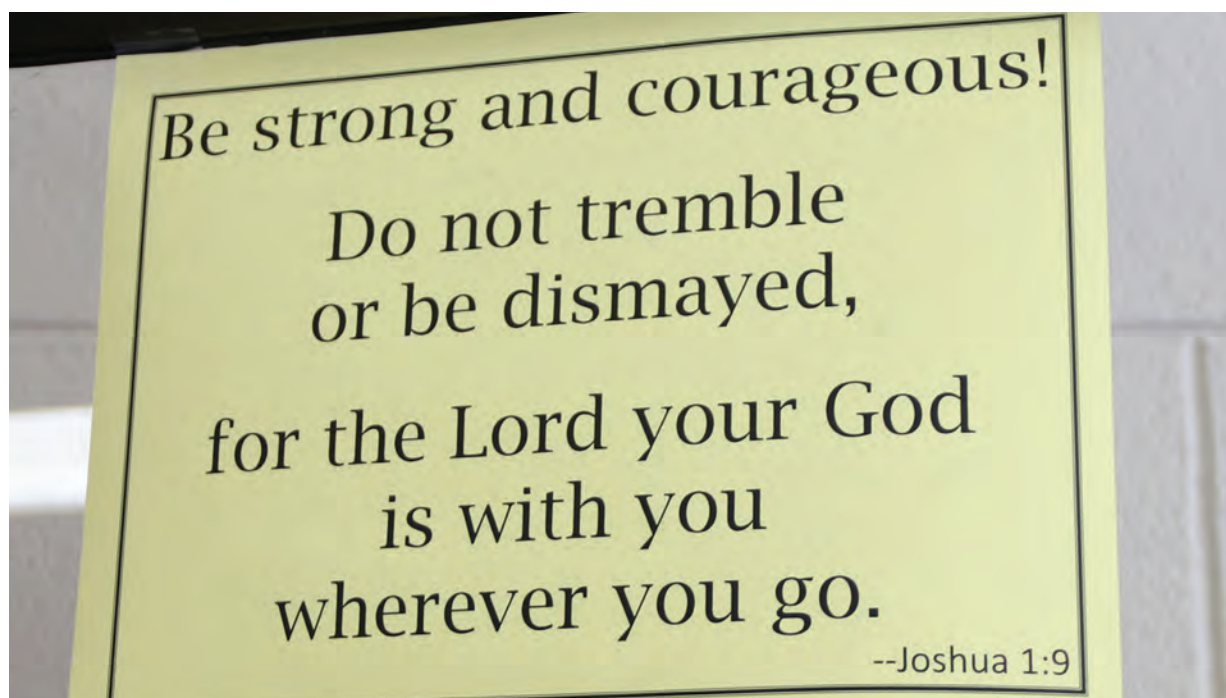 Be strong and courageous!
Do not tremble
or be dismayed,
for the Lord your God
is with you
wherever you go.
--Joshua 1:9